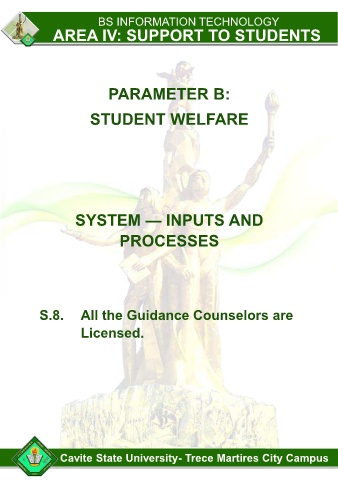 BS INFORMATION TECHNOLOGY
AREA IV: SUPPORT TO STUDENTS
PARAMETER B:
STUDENT WELFARE
SYSTEM — INPUTS AND
PROCESSES
S.8. All the Guidance Counselors are
Licensed.
Cavite State University- Trece Martires City Campus